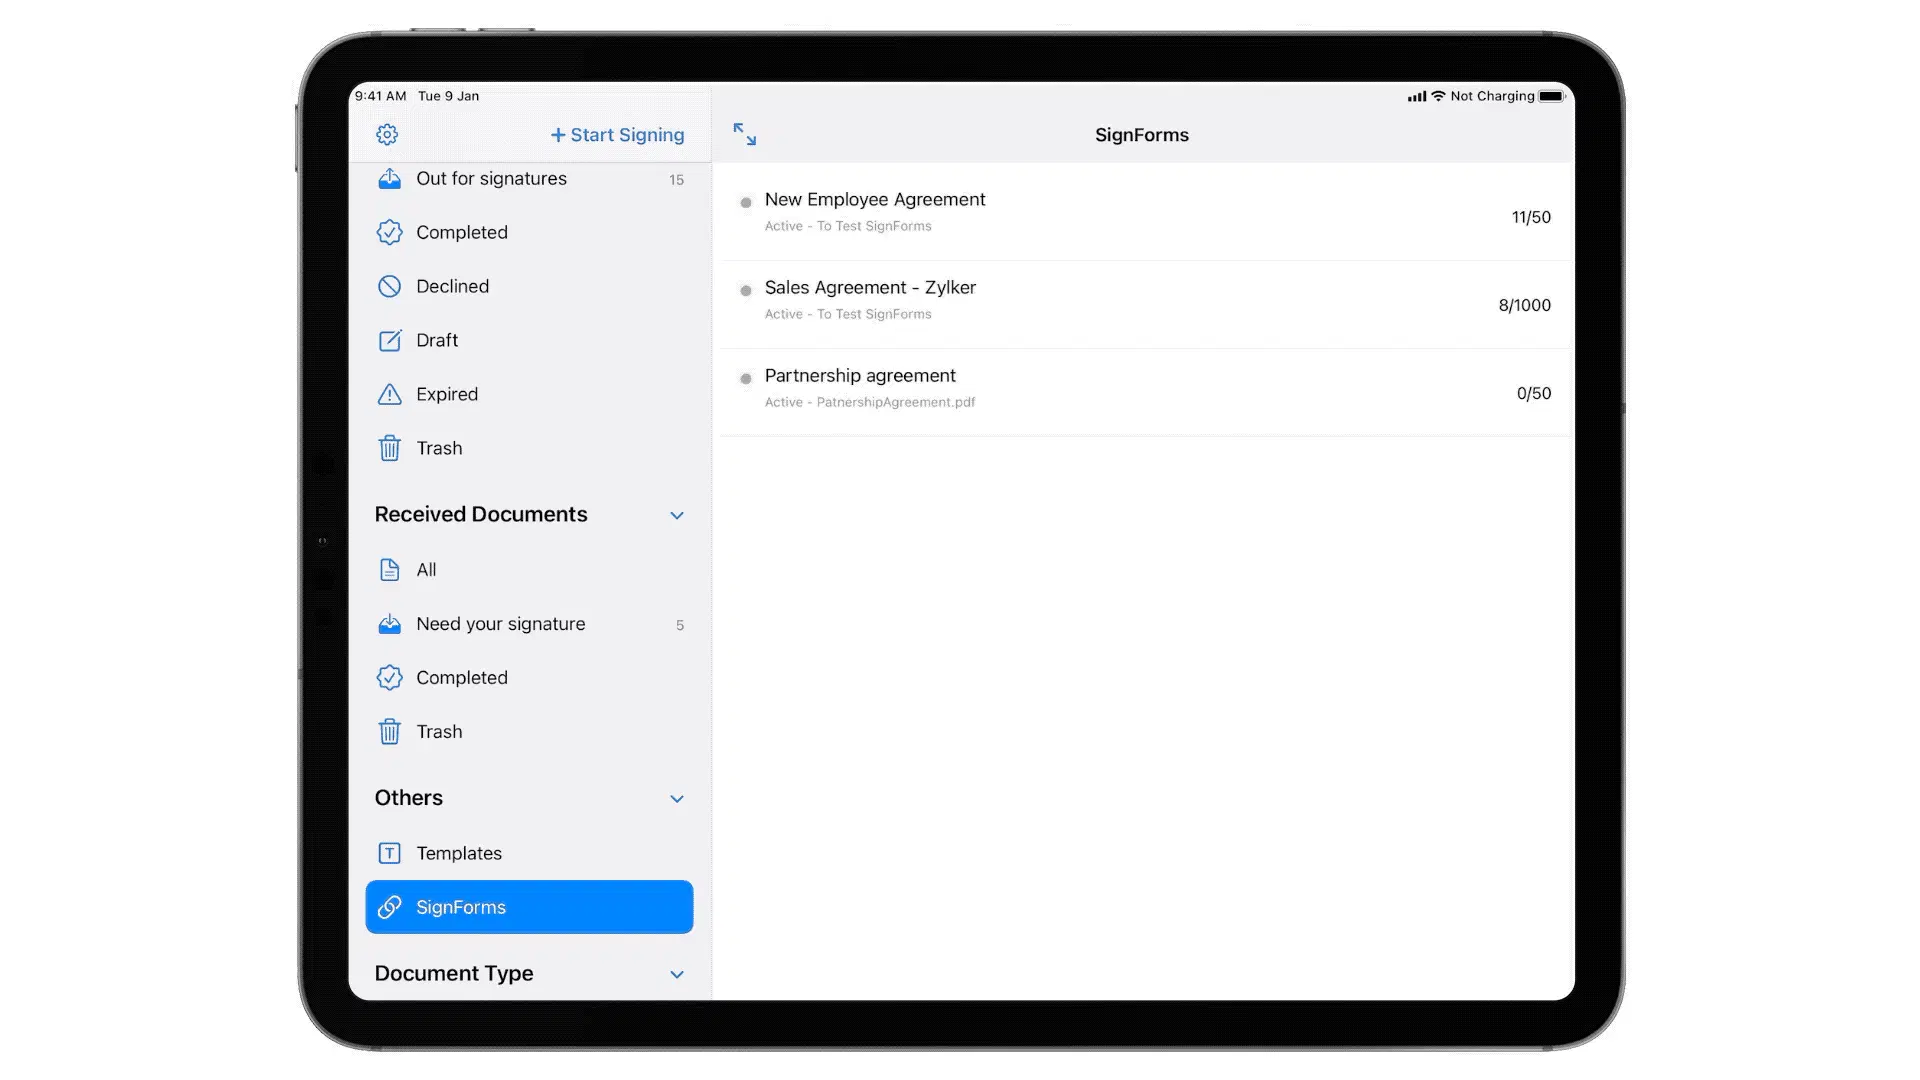 9:41 AM Tue 9 Jan
Not Charging
+ Start Signing
Out for signatures 15
Completed
Declined
Draft
Expired
Trash
Received Documents
All
Need your signature 5
Completed
Trash
Others
Templates
SignForms
Document Type
SignForms
New Employee Agreement
Active - To Test SignForms
11/50
Sales Agreement - Zylker
Active - To Test SignForms
8/1000
Partnership agreement
Active - PatnershipAgreement.pdf
0/50